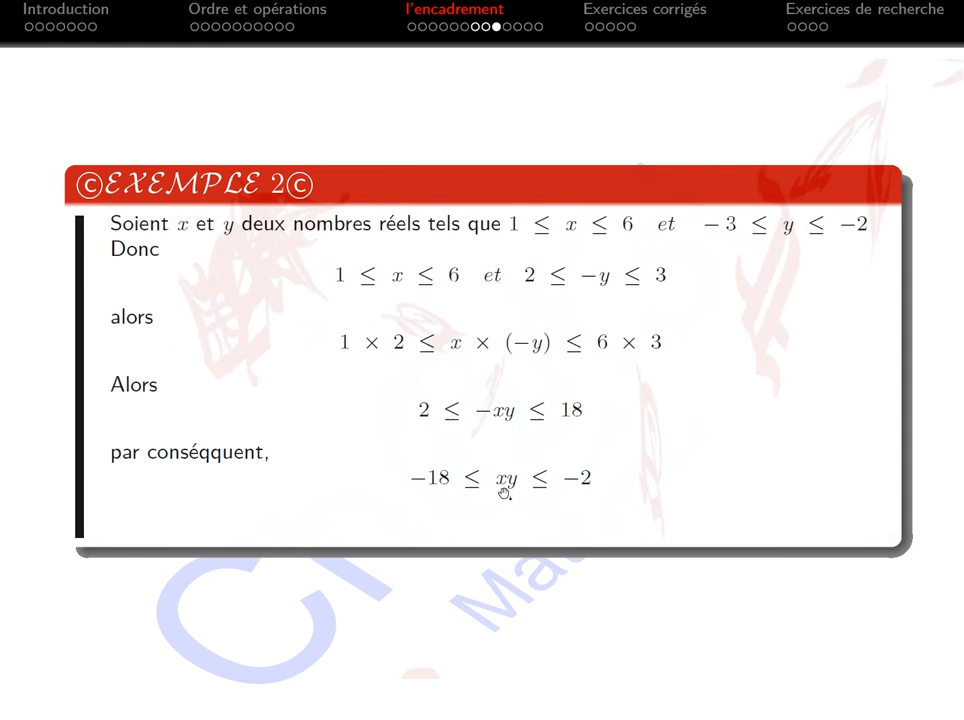 Introduction Ordre et opérations l'encadrement Exercices corrigés Exercices de recherche
©EXEMPLE 2©
Soient x et y deux nombres réels tels que 1 ≤ x ≤ 6 et − 3 ≤ y ≤ −2
Donc
1 ≤ x ≤ 6 et 2 ≤ −y ≤ 3
alors
1 × 2 ≤ x × (−y) ≤ 6 × 3
Alors
2 ≤ −xy ≤ 18
par conséqquent,
−18 ≤ xy ≤ −2